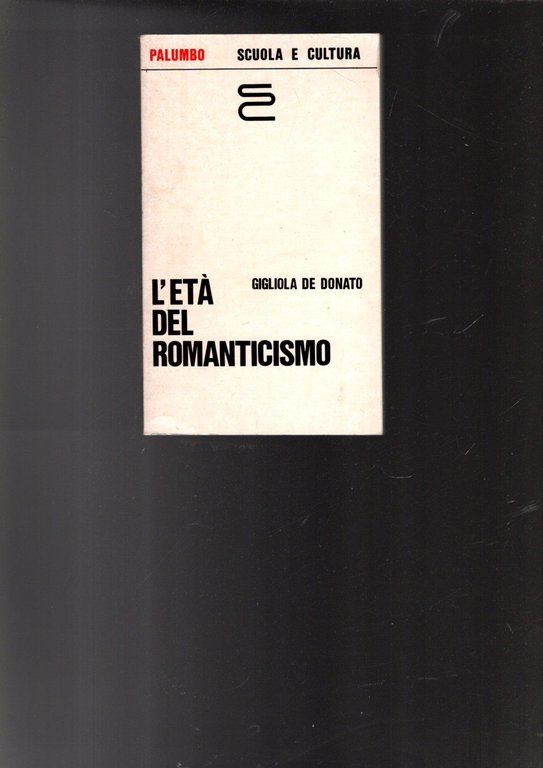 PALUMBO SCUOLA E CULTURA
GIGLIOLA DE DONATO
L'ETÀ
DEL
ROMANTICISMO